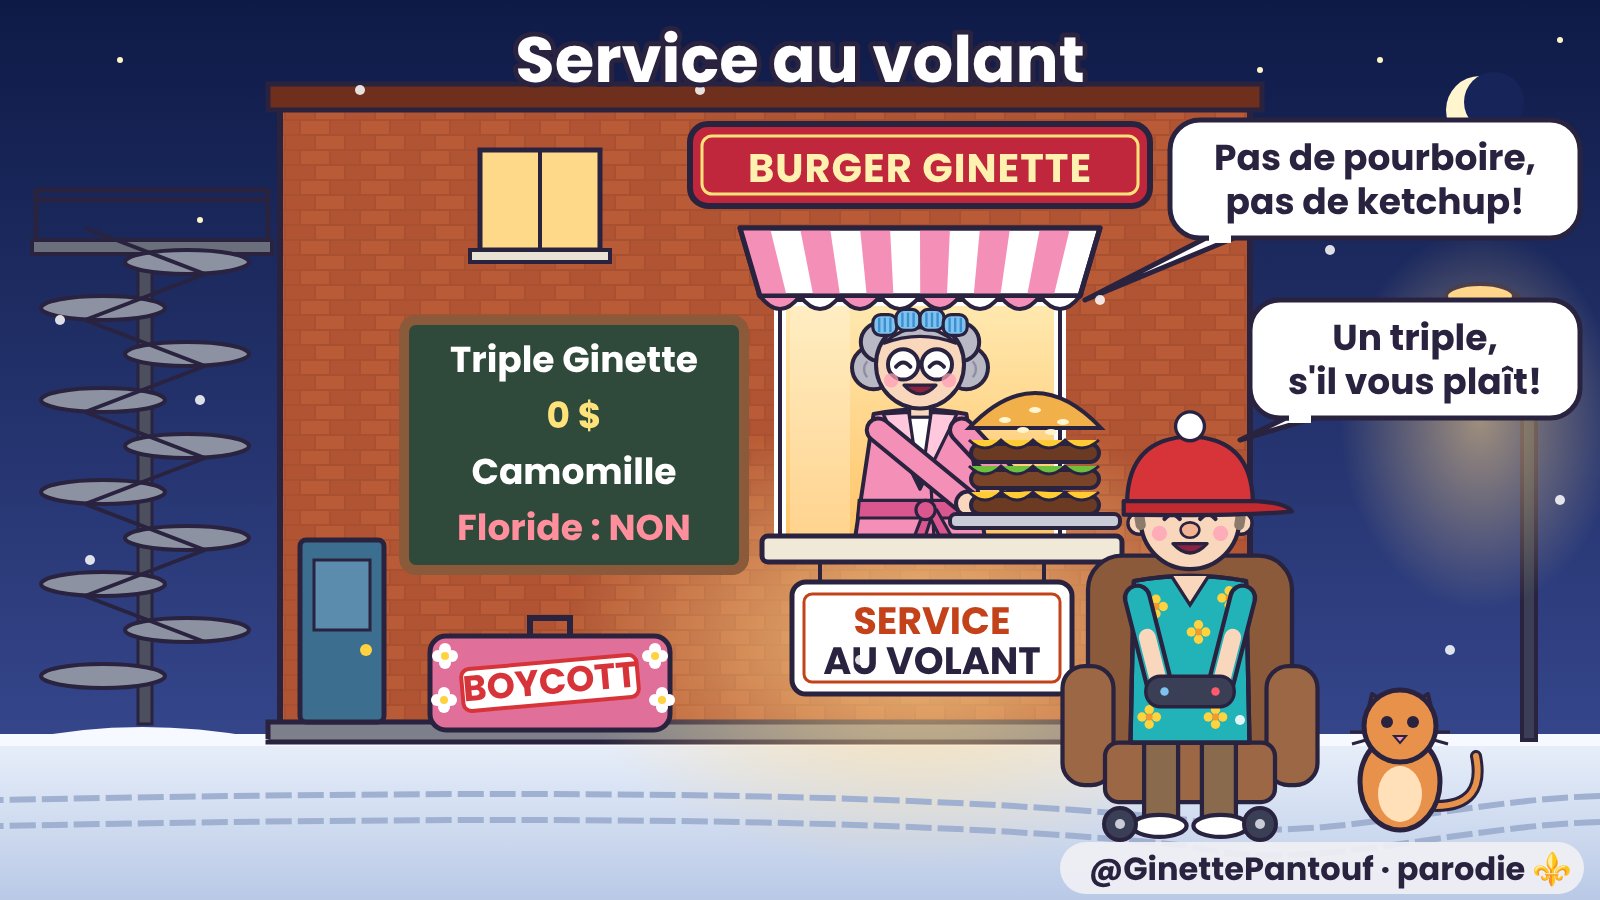 Service au volant
BURGER GINETTE
Pas de pourboire,
pas de ketchup!
Un triple,
s'il vous plaît!
Triple Ginette
0 $
Camomille
Floride : NON
BOYCOTT
SERVICE
AU VOLANT
@GinettePantouf · parodie